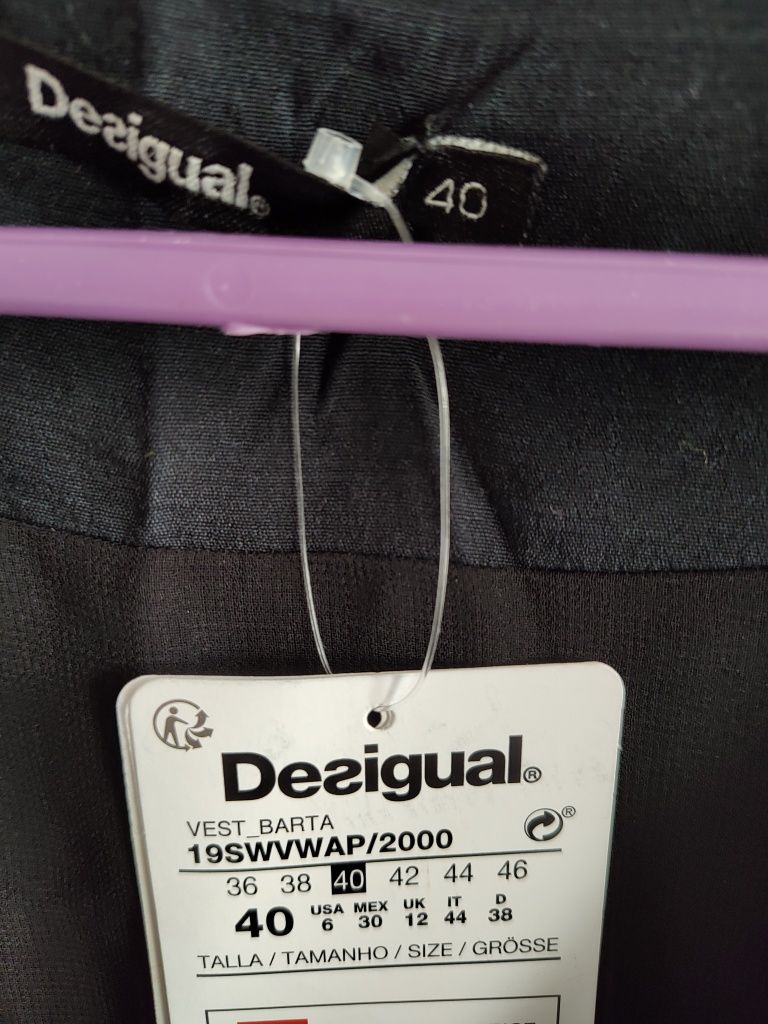 Desigual®
40
Desigual®
VEST_BARTA
19SWVWAP/2000
36 38 40 42 44 46
40 USA 6 MEX 30 UK 12 IT 44 D 38
TALLA / TAMANHO / SIZE / GRÖSSE